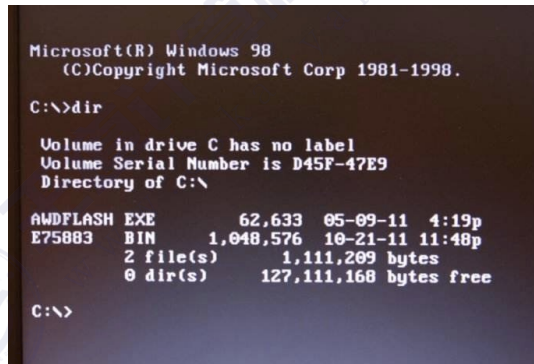 Microsoft(R) Windows 98
(C)Copyright Microsoft Corp 1981-1998.
C:\>dir
Volume in drive C has no label
Volume Serial Number is D45F-47E9
Directory of C:\
AWDFLASH EXE 62,633 05-09-11 4:19p
E75883 BIN 1,048,576 10-21-11 11:48p
2 file(s) 1,111,209 bytes
0 dir(s) 127,111,168 bytes free
C:\>